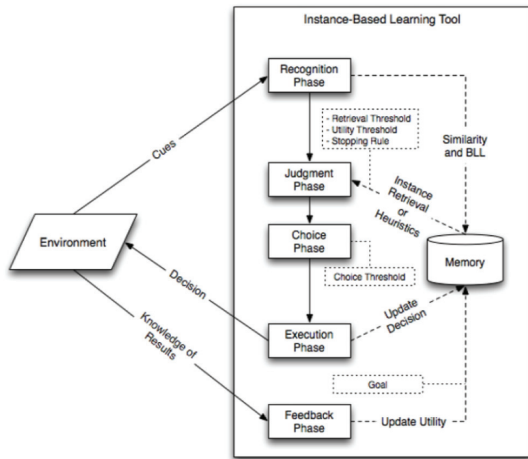 Instance-Based Learning Tool
Recognition
Phase
- Retrieval Threshold
- Utility Threshold
- Stopping Rule
Similarity
and BLL
Cues
Judgment
Phase
Instance
Retrieval
or
Heuristics
Environment
Choice
Phase
Memory
Choice Threshold
Decision
Update
Decision
Execution
Phase
Knowledge of
Results
Goal
Feedback
Phase
Update Utility